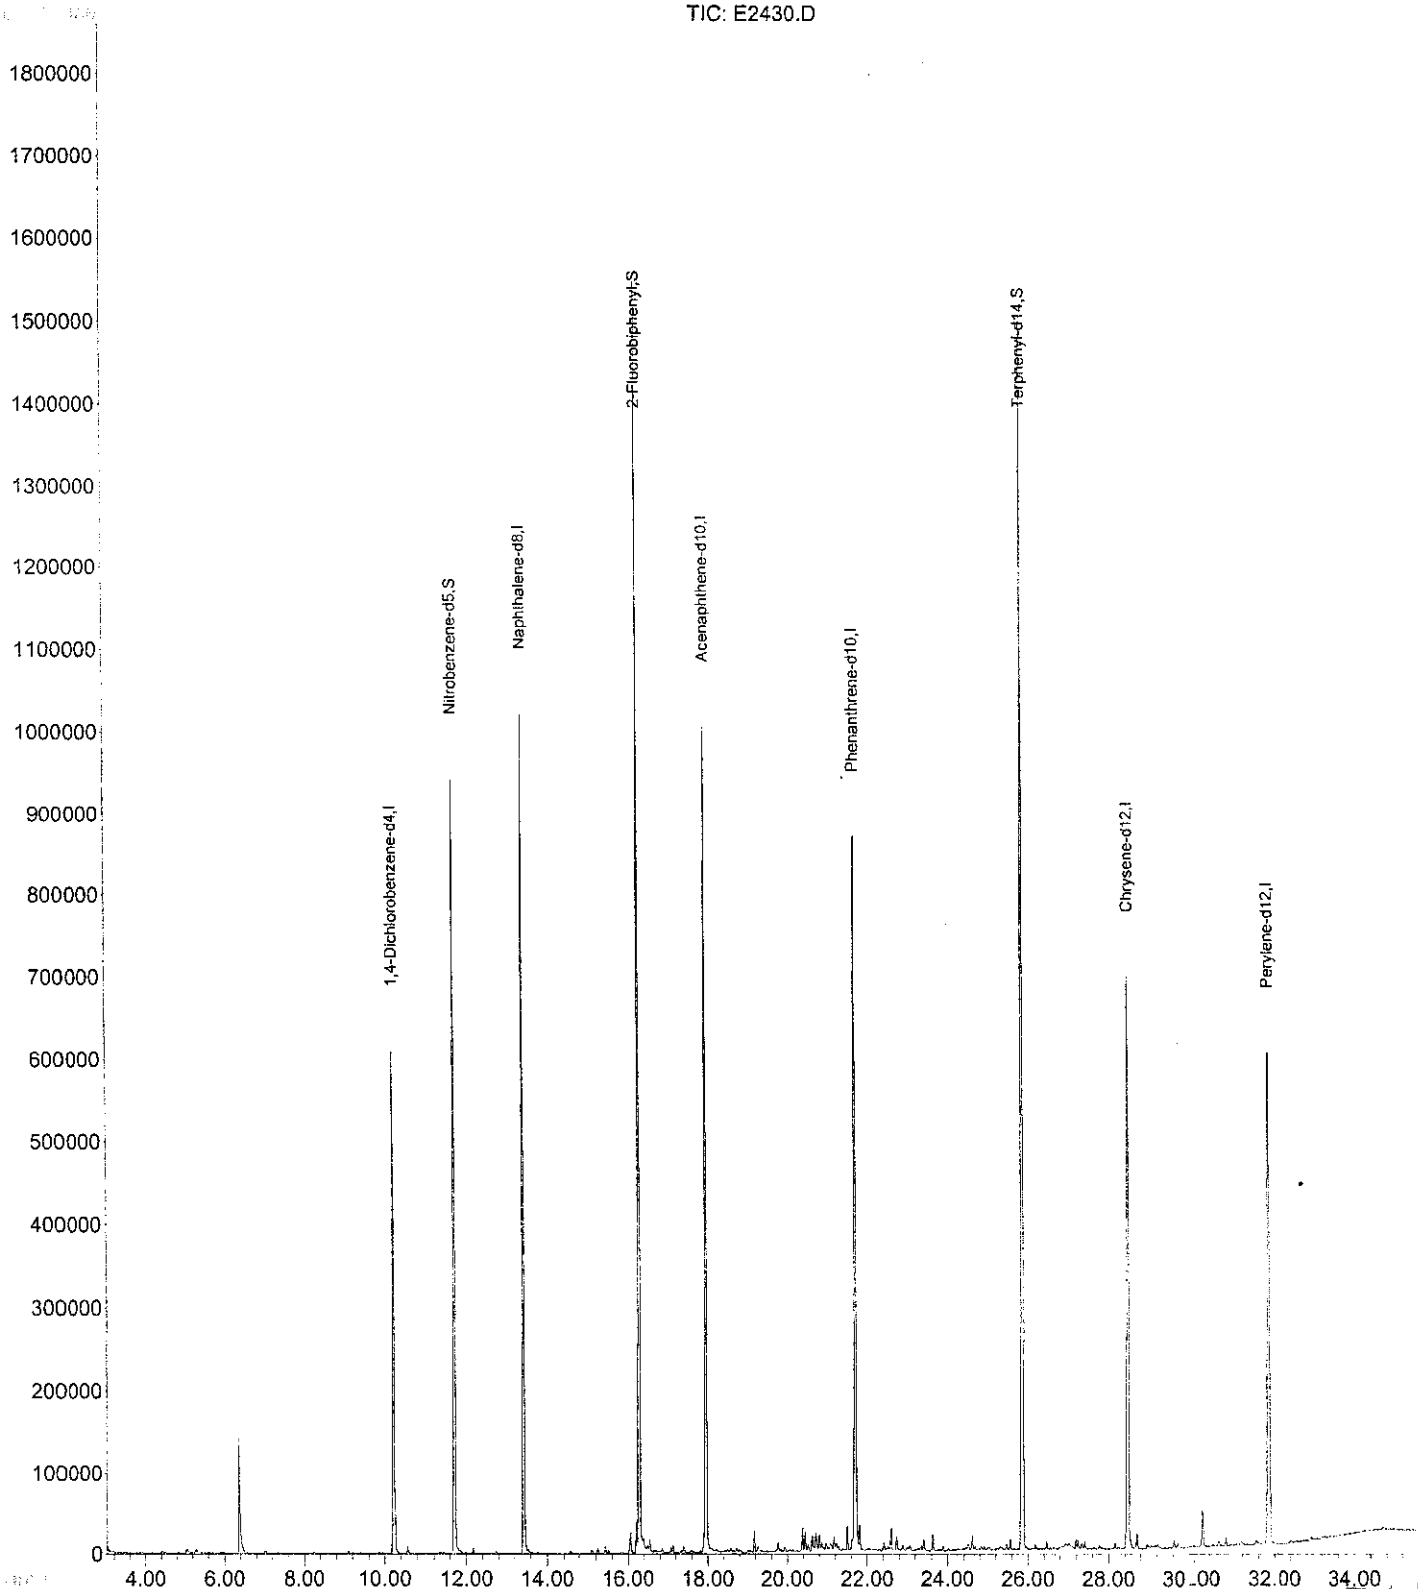 TIC: E2430.D
1800000
1700000
1600000
1500000
1400000
1300000
1200000
1100000
1000000
900000
800000
700000
600000
500000
400000
300000
200000
100000
0
1,4-Dichlorobenzene-d4,I
Nitrobenzene-d5,S
Naphthalene-d8,I
2-Fluorobiphenyl,S
Acenaphthene-d10,I
Phenanthrene-d10,I
Terphenyl-d14,S
Chrysene-d12,I
Perylene-d12,I
4.00 6.00 8.00 10.00 12.00 14.00 16.00 18.00 20.00 22.00 24.00 26.00 28.00 30.00 32.00 34.00